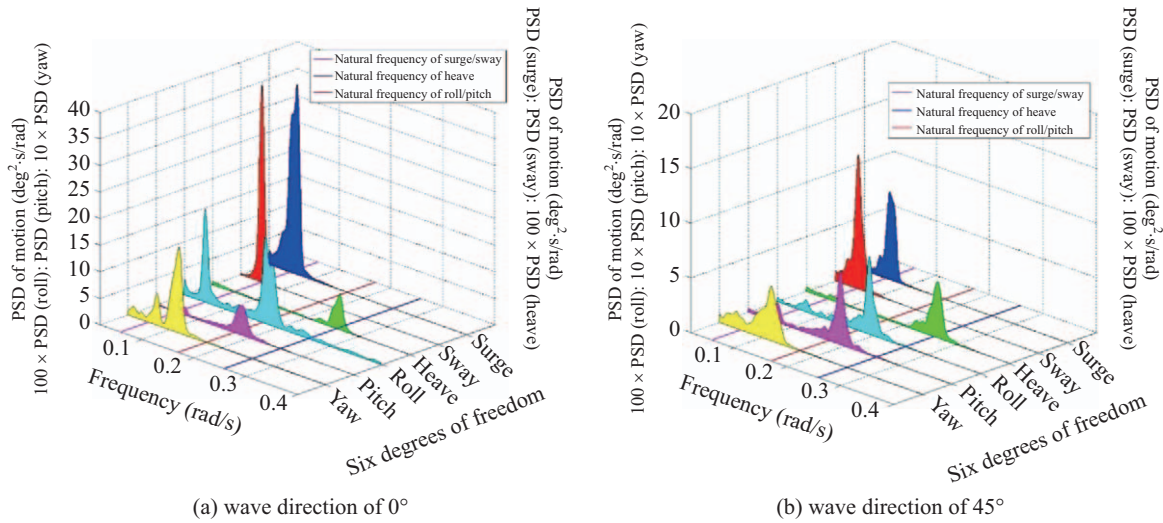 PSD of motion (deg²·s/rad)
100 × PSD (roll): PSD (pitch): 10 × PSD (yaw)
40
35
30
25
20
15
10
5
0
Natural frequency of surge/sway
Natural frequency of heave
Natural frequency of roll/pitch
PSD of motion (deg²·s/rad)
PSD (surge): PSD (sway): 100 × PSD (heave)
0.1
0.2
0.3
0.4
Frequency (rad/s)
Surge
Sway
Heave
Roll
Pitch
Yaw
Six degrees of freedom
(a) wave direction of 0°
PSD of motion (deg²·s/rad)
100 × PSD (roll): 10 × PSD (pitch): 10 × PSD (yaw)
20
15
10
5
0
Natural frequency of surge/sway
Natural frequency of heave
Natural frequency of roll/pitch
PSD of motion (deg²·s/rad)
PSD (surge): PSD (sway): 100 × PSD (heave)
0.1
0.2
0.3
0.4
Frequency (rad/s)
Surge
Sway
Heave
Roll
Pitch
Yaw
Six degrees of freedom
(b) wave direction of 45°